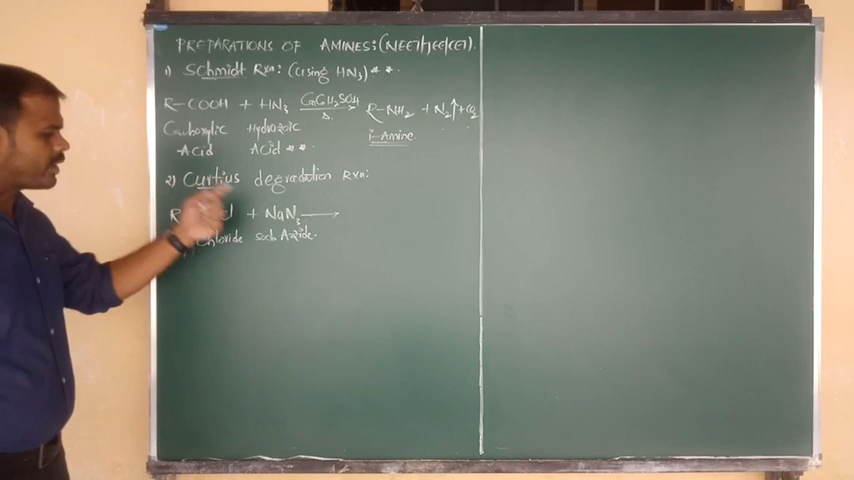 PREPARATIONS OF AMINES: (NEET/JEE/CET).
1) Schmidt Rxn: (Using HN3) **.
R-COOH + HN3 Con H2SO4 Δ R-NH2 + N2↑ + CO2
Carboxylic Hydrazoic 1° Amine
Acid Acid **
2) Curtius degradation Rxn:
R l + NaN3 ⟶
Chloride sod. Azide.